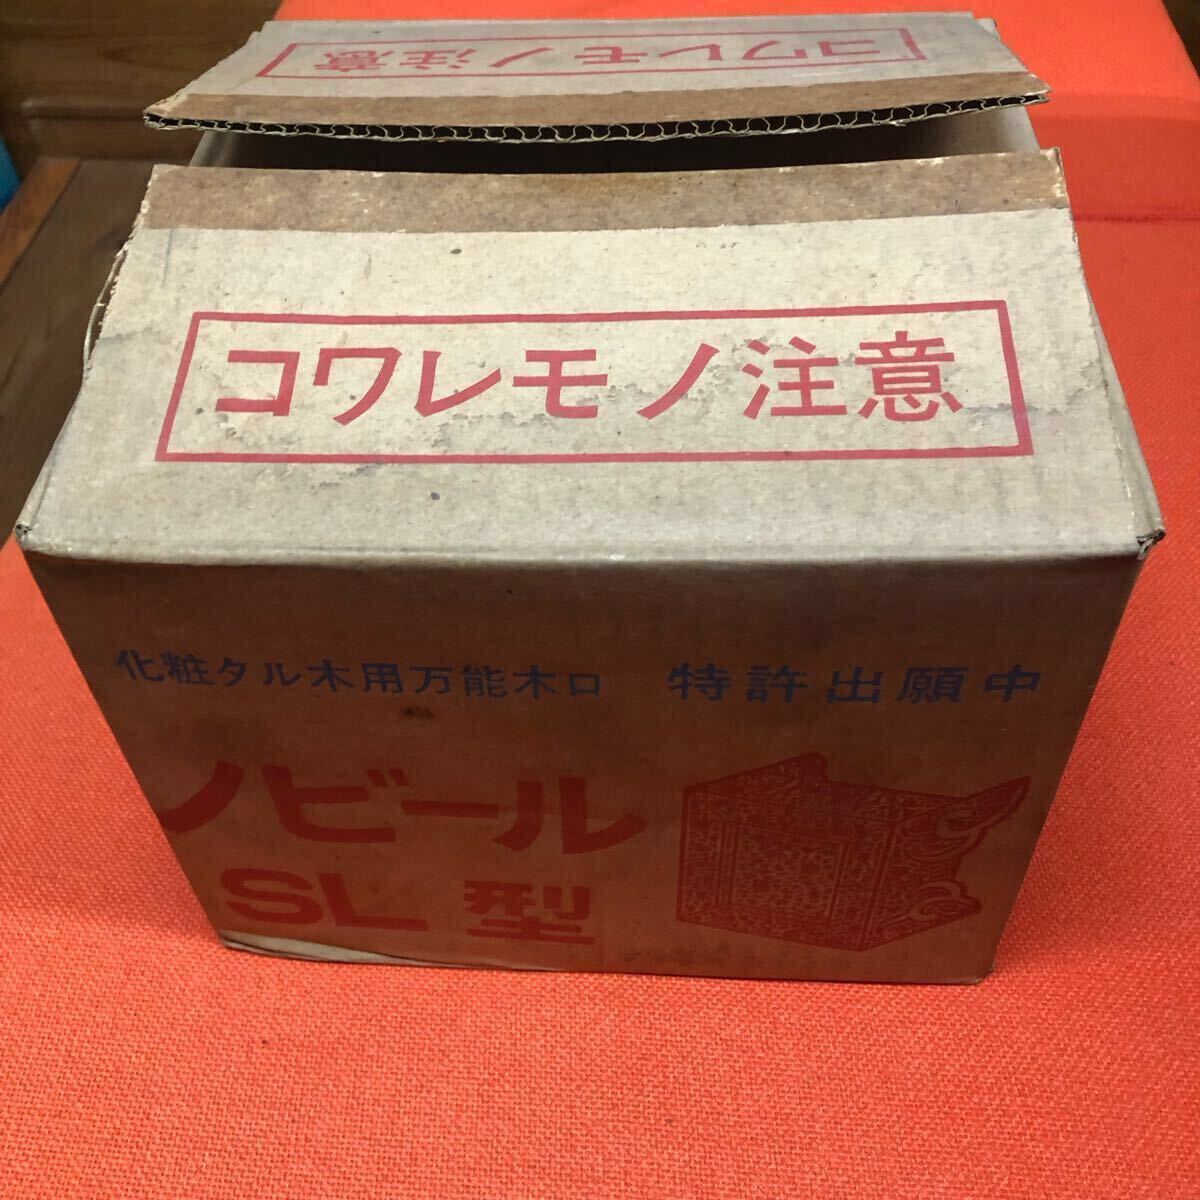 コワレモノ注意
コワレモノ注意
化粧タル木用万能木口 特許出願中
ノビール
SL型